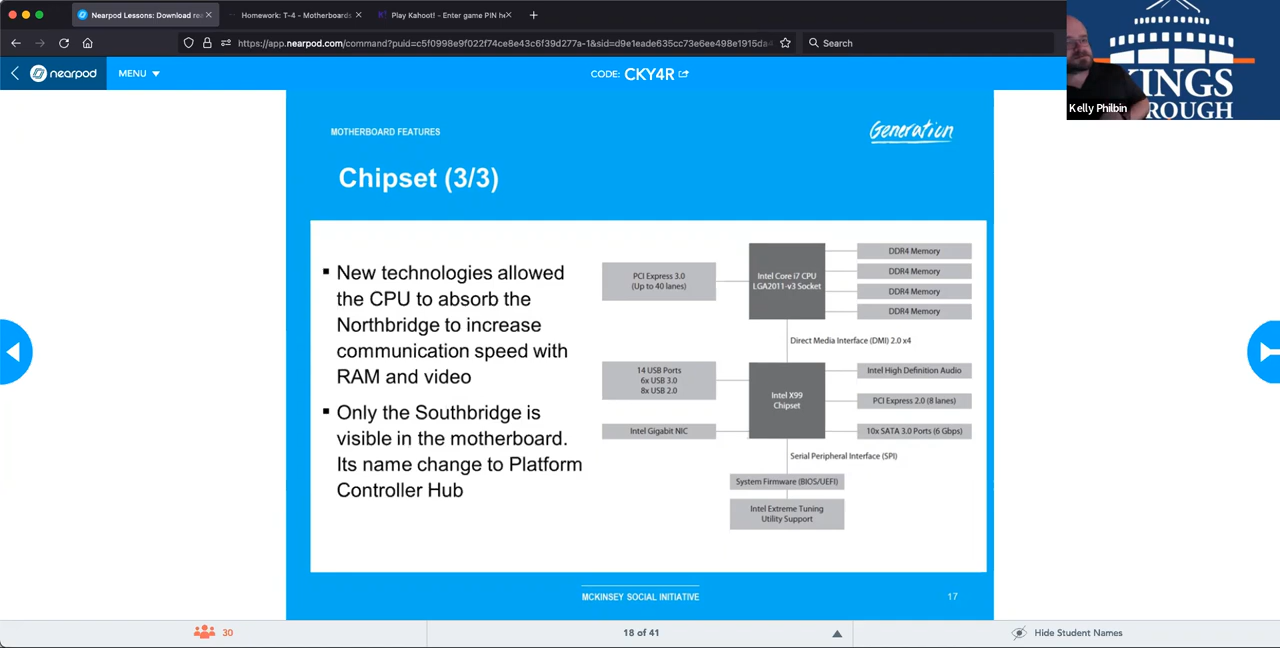 Nearpod Lessons: Download rea
Homework: T-4 - Motherboards
Play Kahoot! - Enter game PIN he
https://app.nearpod.com/command?puid=c5f0998e9f022f74ce8e43c6f39d277a-1&sid=d9e1eade635cc73e6ee498e1915da4
Search
nearpod
MENU
CODE: CKY4R
INGS
ROUGH
Kelly Philbin
MOTHERBOARD FEATURES
Generation
Chipset (3/3)
▪ New technologies allowed
the CPU to absorb the
Northbridge to increase
communication speed with
RAM and video
▪ Only the Southbridge is
visible in the motherboard.
Its name change to Platform
Controller Hub
PCI Express 3.0
(Up to 40 lanes)
Intel Core i7 CPU
LGA2011-v3 Socket
DDR4 Memory
DDR4 Memory
DDR4 Memory
DDR4 Memory
Direct Media Interface (DMI) 2.0 x4
14 USB Ports
6x USB 3.0
8x USB 2.0
Intel X99
Chipset
Intel High Definition Audio
PCI Express 2.0 (8 lanes)
Intel Gigabit NIC
10x SATA 3.0 Ports (6 Gbps)
Serial Peripheral Interface (SPI)
System Firmware (BIOS/UEFI)
Intel Extreme Tuning
Utility Support
MCKINSEY SOCIAL INITIATIVE
17
30
18 of 41
Hide Student Names